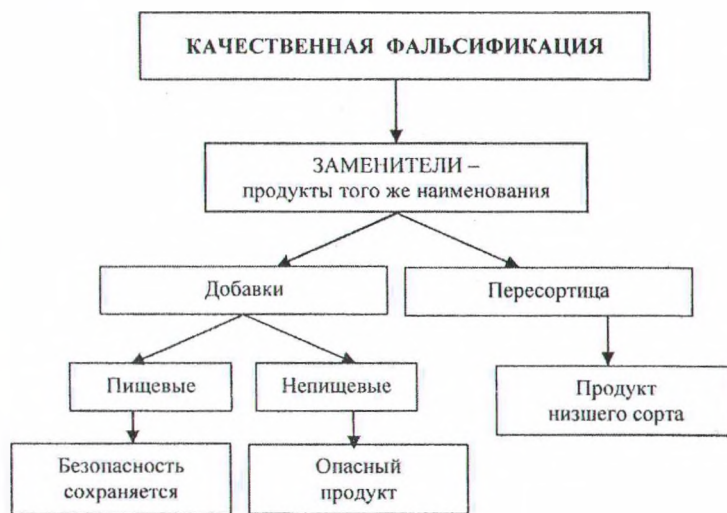 КАЧЕСТВЕННАЯ ФАЛЬСИФИКАЦИЯ
ЗАМЕНИТЕЛИ –
продукты того же наименования
Добавки
Пересортица
Пищевые
Непищевые
Продукт
низшего сорта
Безопасность
сохраняется
Опасный
продукт